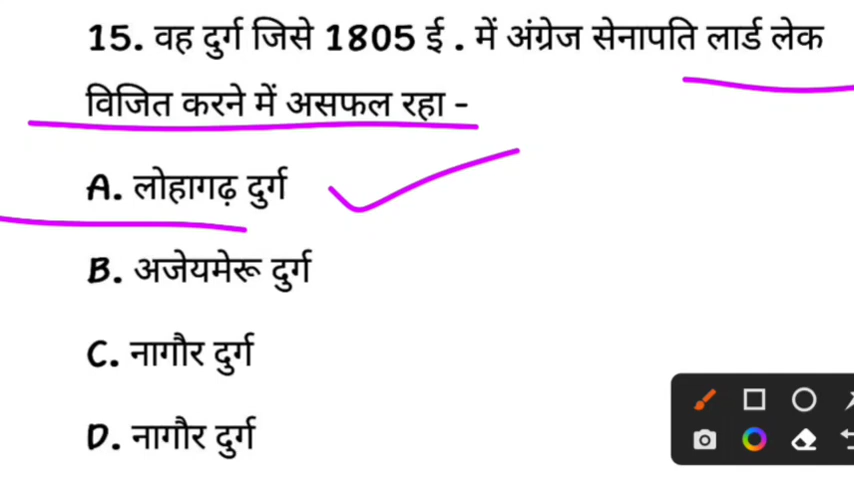 15. वह दुर्ग जिसे 1805 ई . में अंग्रेज सेनापति लार्ड लेक
विजित करने में असफल रहा -
A. लोहागढ़ दुर्ग
B. अजेयमेरू दुर्ग
C. नागौर दुर्ग
D. नागौर दुर्ग